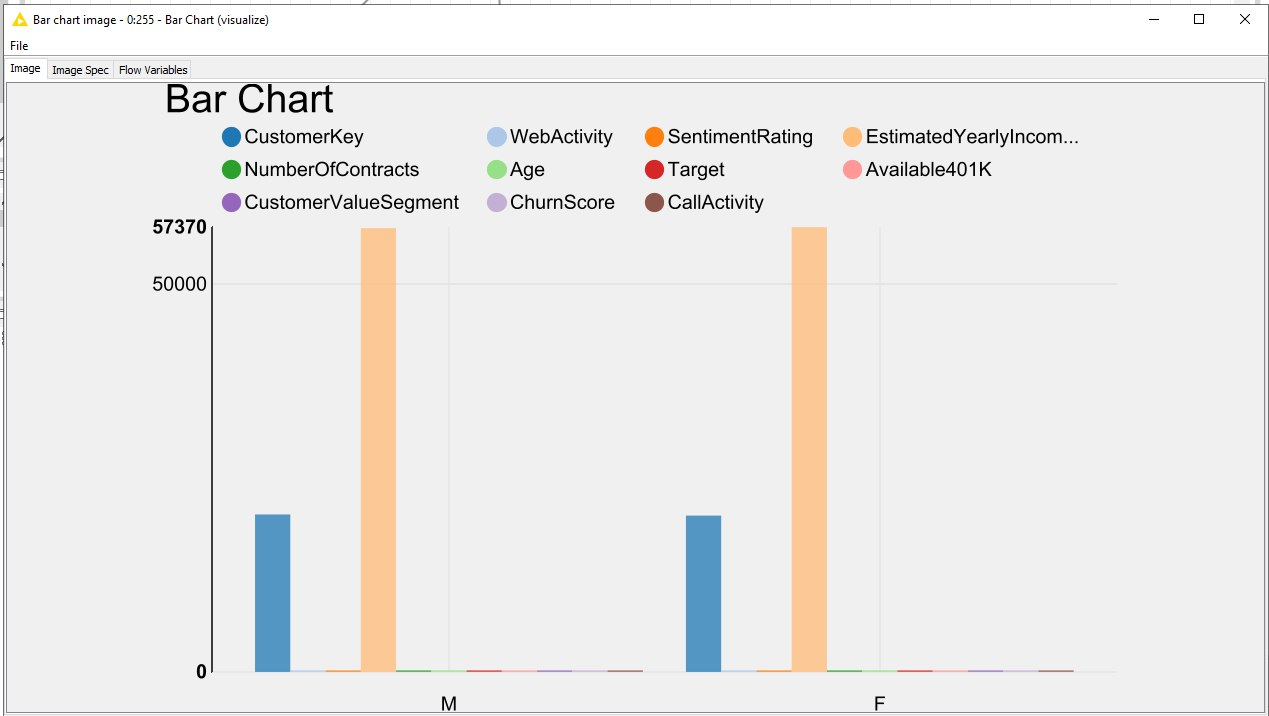 Bar chart image - 0:255 - Bar Chart (visualize)
File
Image Image Spec Flow Variables
Bar Chart
CustomerKey WebActivity SentimentRating EstimatedYearlyIncom...
NumberOfContracts Age Target Available401K
CustomerValueSegment ChurnScore CallActivity
57370
50000
0
M F